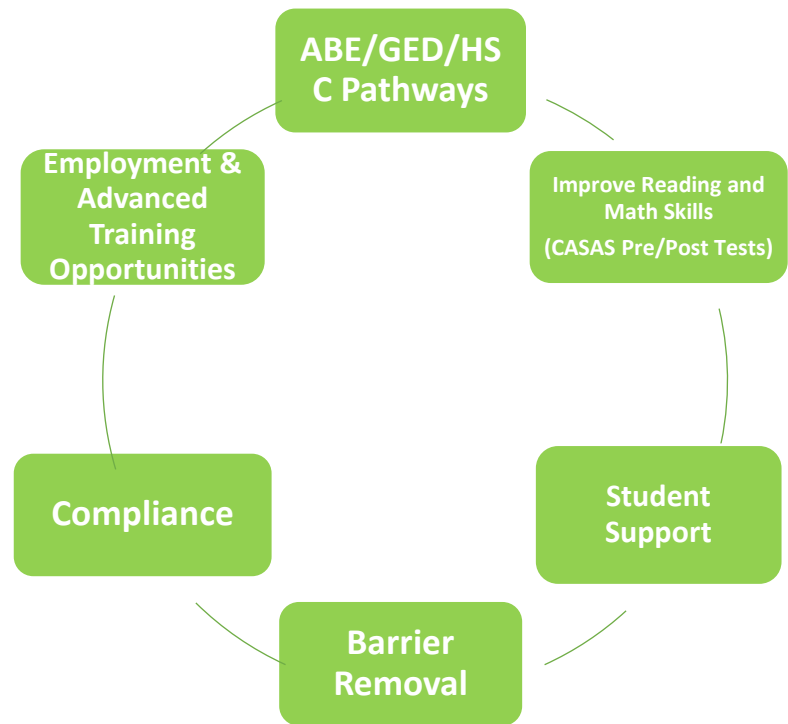 ABE/GED/HS
C Pathways
Improve Reading and
Math Skills
(CASAS Pre/Post Tests)
Student
Support
Barrier
Removal
Compliance
Employment &
Advanced
Training
Opportunities